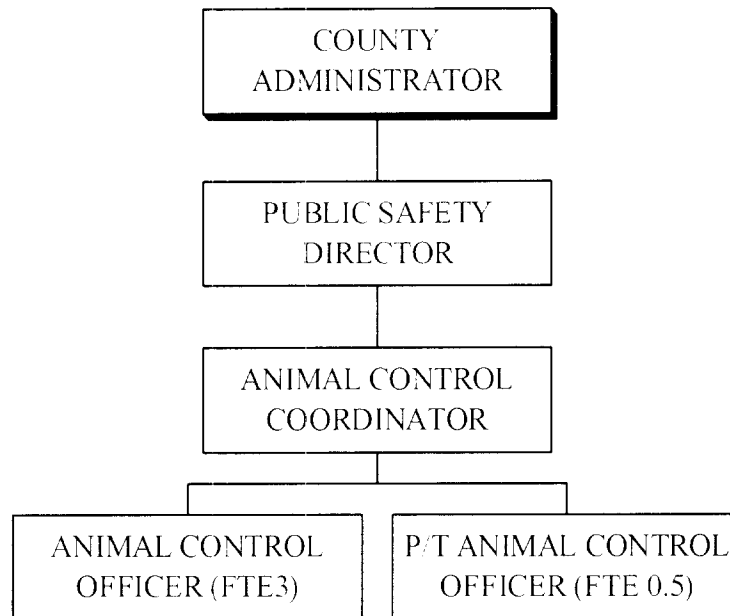 COUNTY
ADMINISTRATOR
PUBLIC SAFETY
DIRECTOR
ANIMAL CONTROL
COORDINATOR
ANIMAL CONTROL
OFFICER (FTE3)
P/T ANIMAL CONTROL
OFFICER (FTE 0.5)